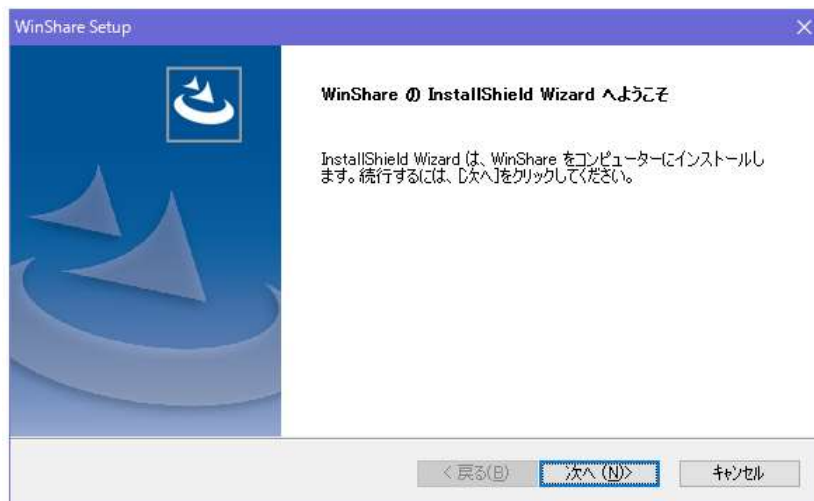 WinShare Setup
WinShare の InstallShield Wizard へようこそ
InstallShield Wizard は、WinShare をコンピューターにインストールし
ます。続行するには、[次へ]をクリックしてください。
< 戻る(B)
次へ (N)>
キャンセル